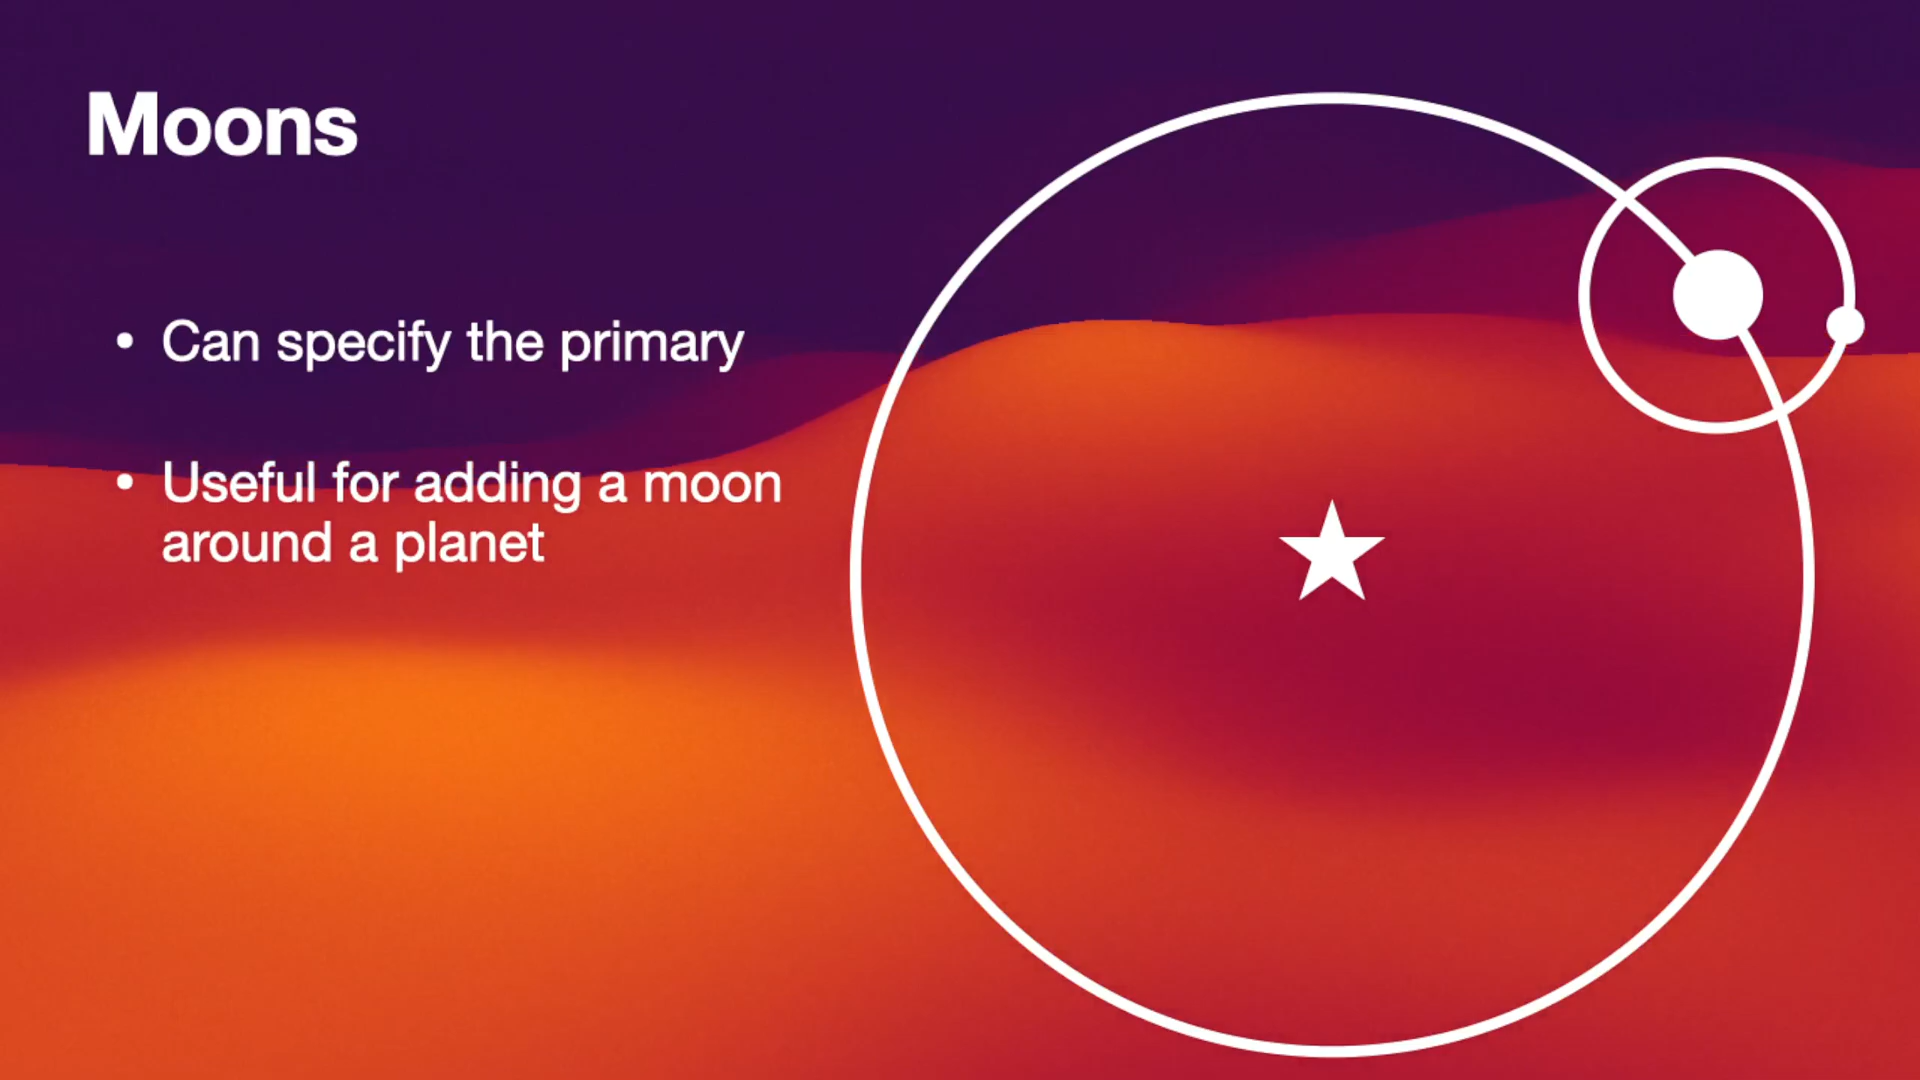 Moons
• Can specify the primary
• Useful for adding a moon
around a planet